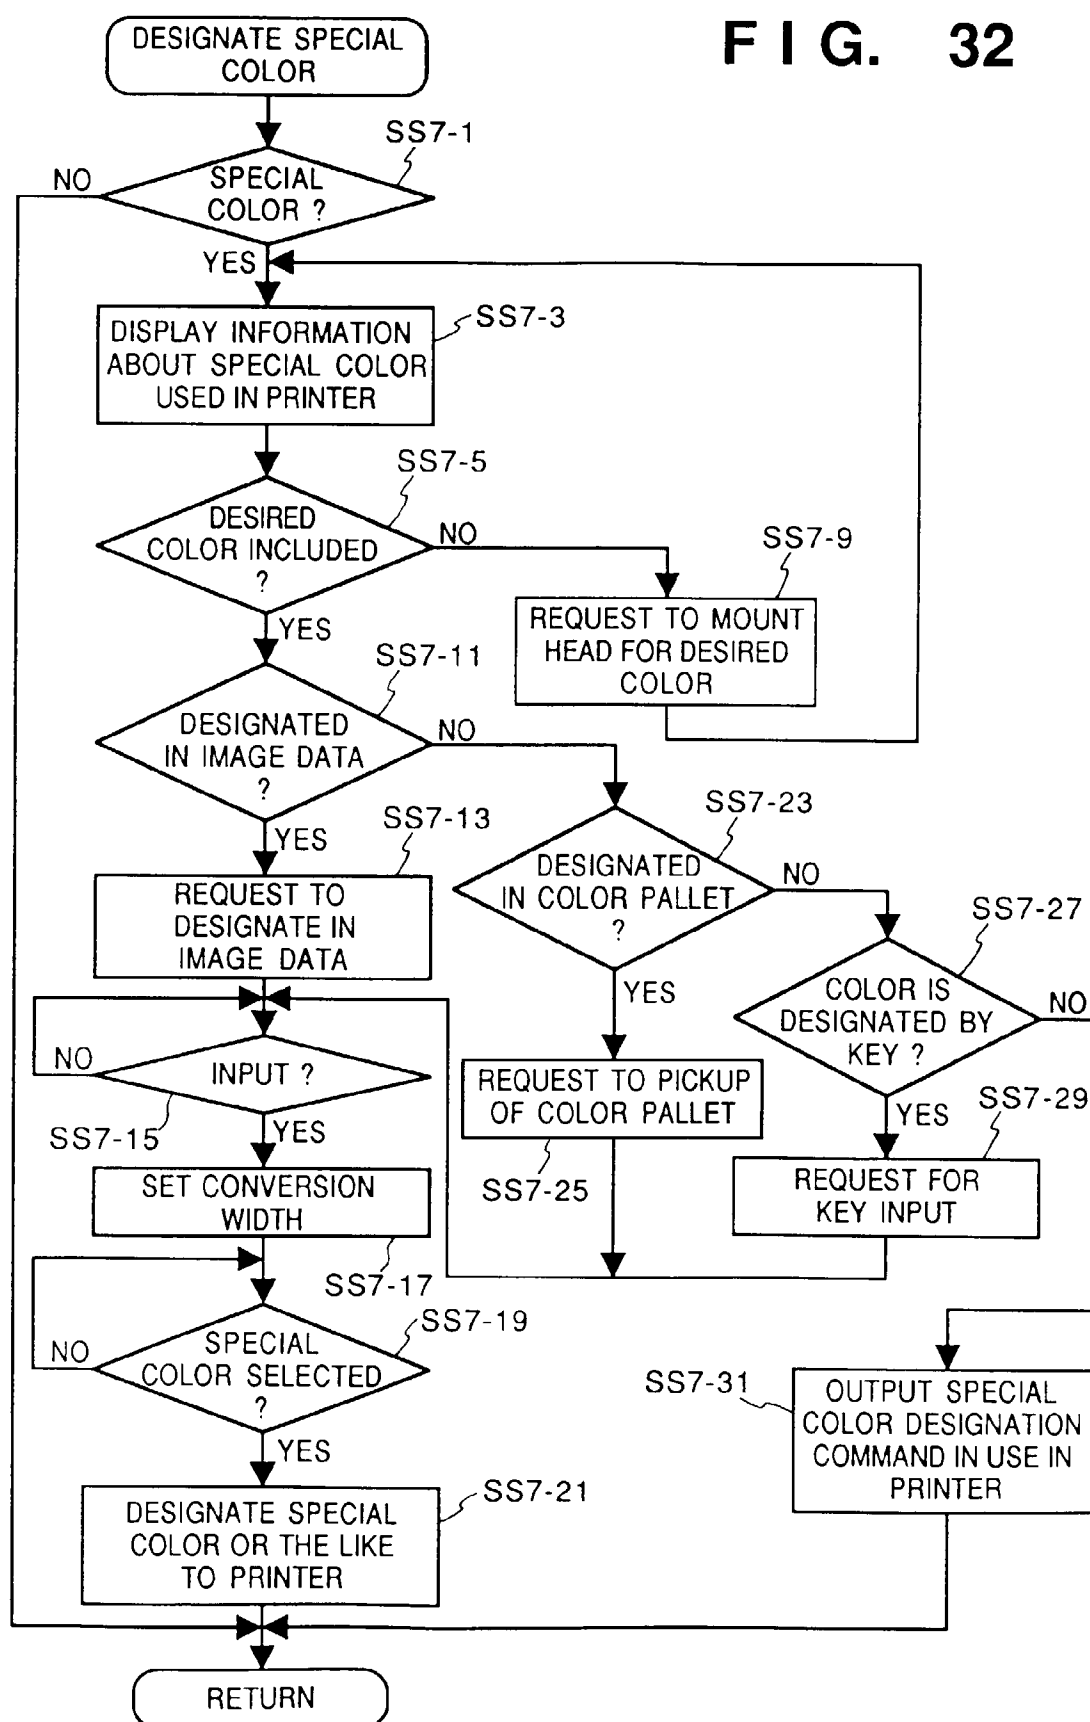 DESIGNATE SPECIAL
COLOR
FIG. 32
SS7-1
NO
SPECIAL
COLOR ?
YES
SS7-3
DISPLAY INFORMATION
ABOUT SPECIAL COLOR
USED IN PRINTER
SS7-5
DESIRED
COLOR INCLUDED
?
NO
YES
SS7-9
REQUEST TO MOUNT
HEAD FOR DESIRED
COLOR
SS7-11
DESIGNATED
IN IMAGE DATA
?
NO
YES
SS7-13
REQUEST TO
DESIGNATE IN
IMAGE DATA
SS7-23
DESIGNATED
IN COLOR PALLET
?
NO
YES
SS7-27
COLOR IS
DESIGNATED BY
KEY ?
NO
YES
INPUT ?
NO
SS7-15
YES
REQUEST TO PICKUP
OF COLOR PALLET
SS7-25
SS7-29
REQUEST FOR
KEY INPUT
SET CONVERSION
WIDTH
SS7-17
SS7-19
SPECIAL
COLOR SELECTED
?
NO
YES
SS7-31
OUTPUT SPECIAL
COLOR DESIGNATION
COMMAND IN USE IN
PRINTER
SS7-21
DESIGNATE SPECIAL
COLOR OR THE LIKE
TO PRINTER
RETURN